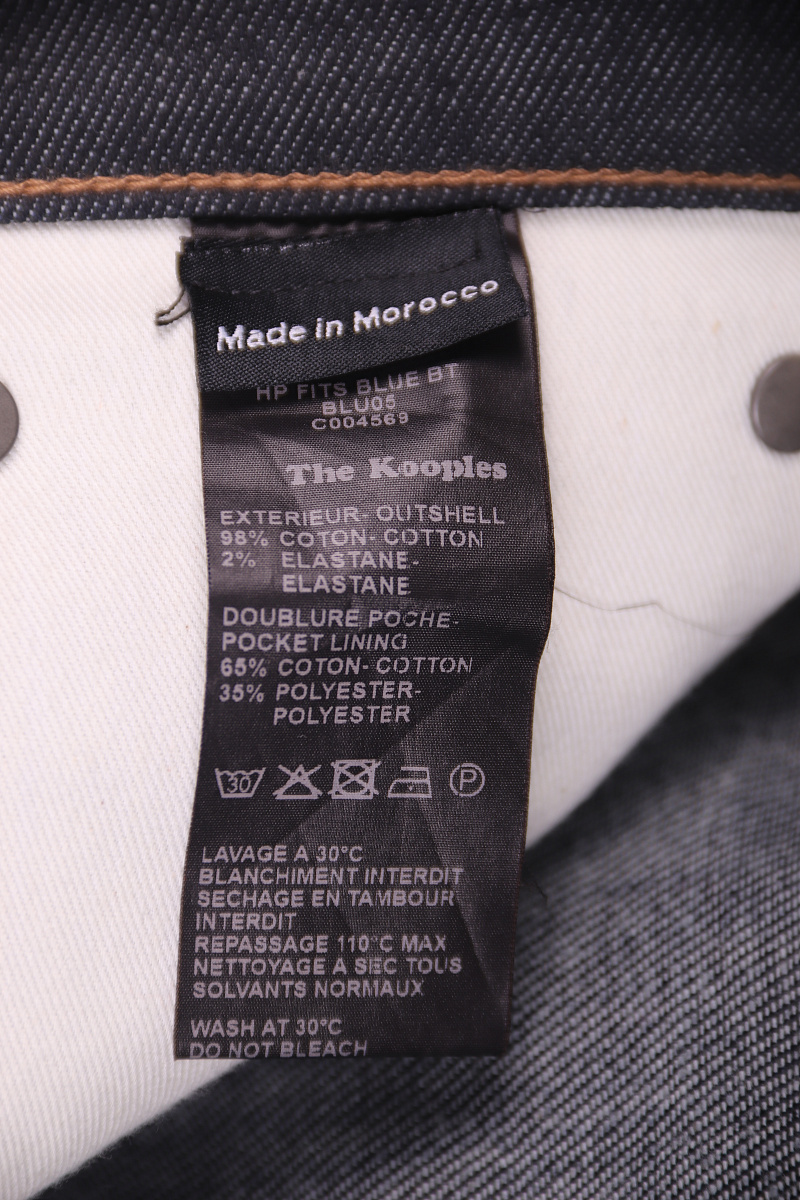 Made in Morocco
HP FITS BLUE BT
BLU05
C004569
The Kooples
EXTERIEUR- OUTSHELL
98% COTON- COTTON
2% ELASTANE-
ELASTANE
DOUBLURE POCHE-
POCKET LINING
65% COTON- COTTON
35% POLYESTER-
POLYESTER
30 P
LAVAGE A 30°C
BLANCHIMENT INTERDIT
SECHAGE EN TAMBOUR
INTERDIT
REPASSAGE 110°C MAX
NETTOYAGE A SEC TOUS
SOLVANTS NORMAUX
WASH AT 30°C
DO NOT BLEACH